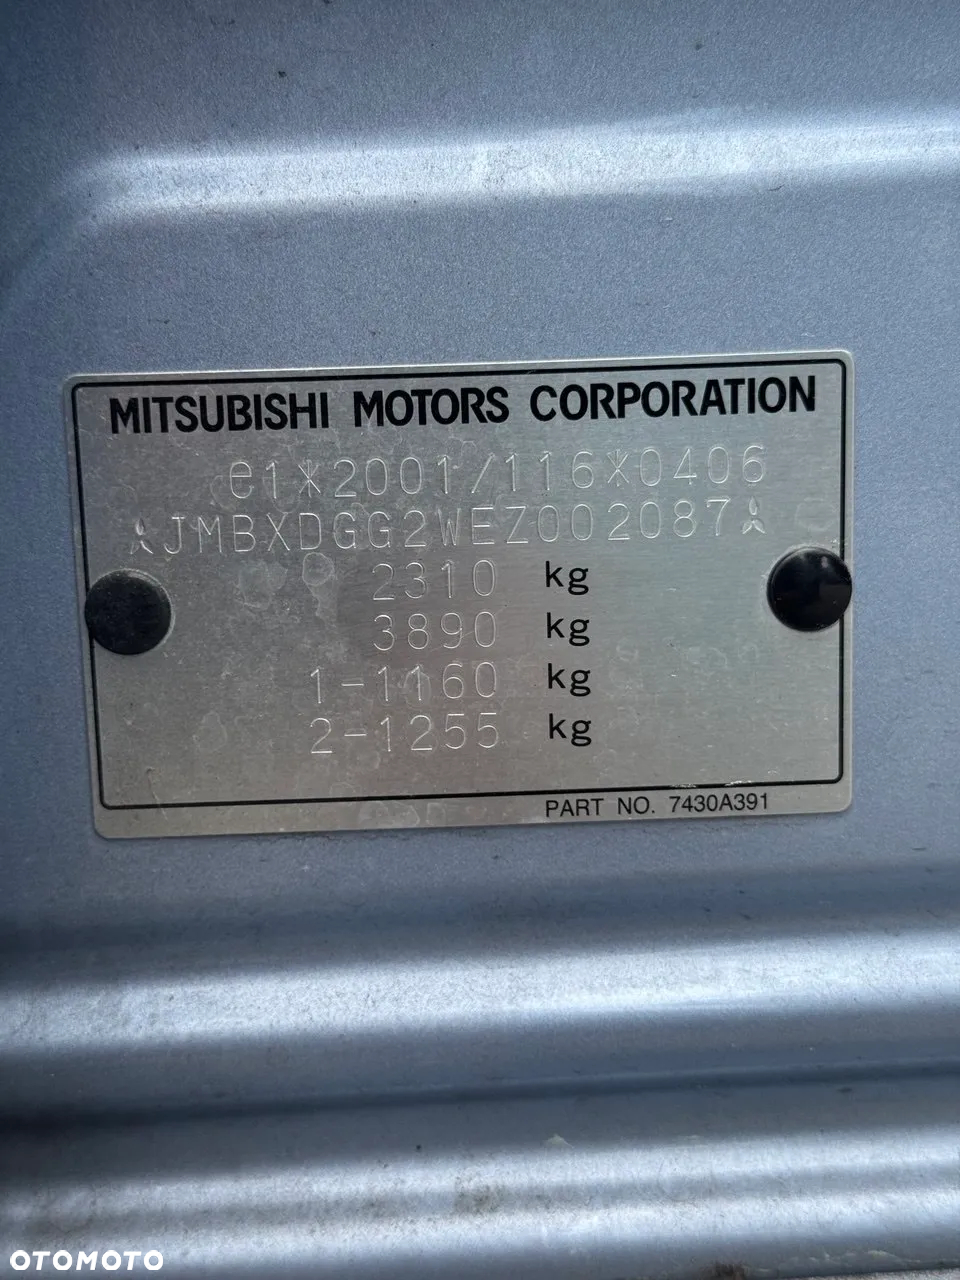 MITSUBISHI MOTORS CORPORATION
e1*2001/116*0406
JMBXDGG2WEZ002087
2310 kg
3890 kg
1-1160 kg
2-1255 kg
PART NO. 7430A391
OTOMOTO